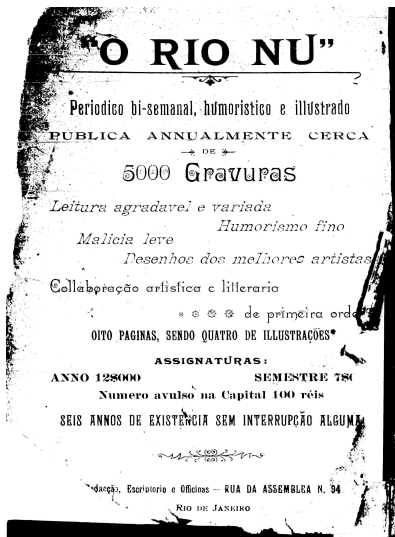 "O RIO NU"
Periodico bi-semanal, humoristico e illustrado
PUBLICA ANNUALMENTE CERCA
DE
5000 Gravuras
Leitura agradavel e variada
Humorismo fino
Malicia leve
Desenhos dos melhores artistas
Collaboração artistica e litteraria
de primeira orde
OITO PAGINAS, SENDO QUATRO DE ILLUSTRAÇÕES
ASSIGNATURAS:
ANNO 12$000 SEMESTRE 7$0
Numero avulso na Capital 100 réis
SEIS ANNOS DE EXISTENCIA SEM INTERRUPÇÃO ALGUMA
edacção, Escriptorio e Officinas — RUA DA ASSEMBLEA N. 94
RIO DE JANEIRO